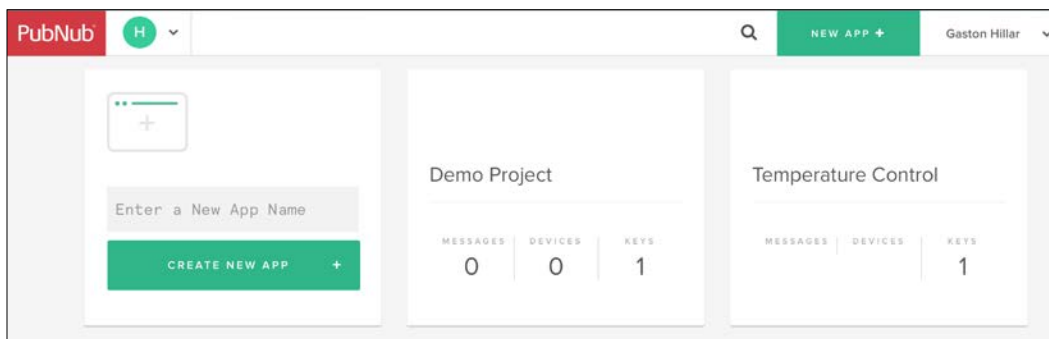 PubNub
H
NEW APP +
Gaston Hillar
Enter a New App Name
CREATE NEW APP +
Demo Project
MESSAGES DEVICES KEYS
0 0 1
Temperature Control
MESSAGES DEVICES KEYS
1